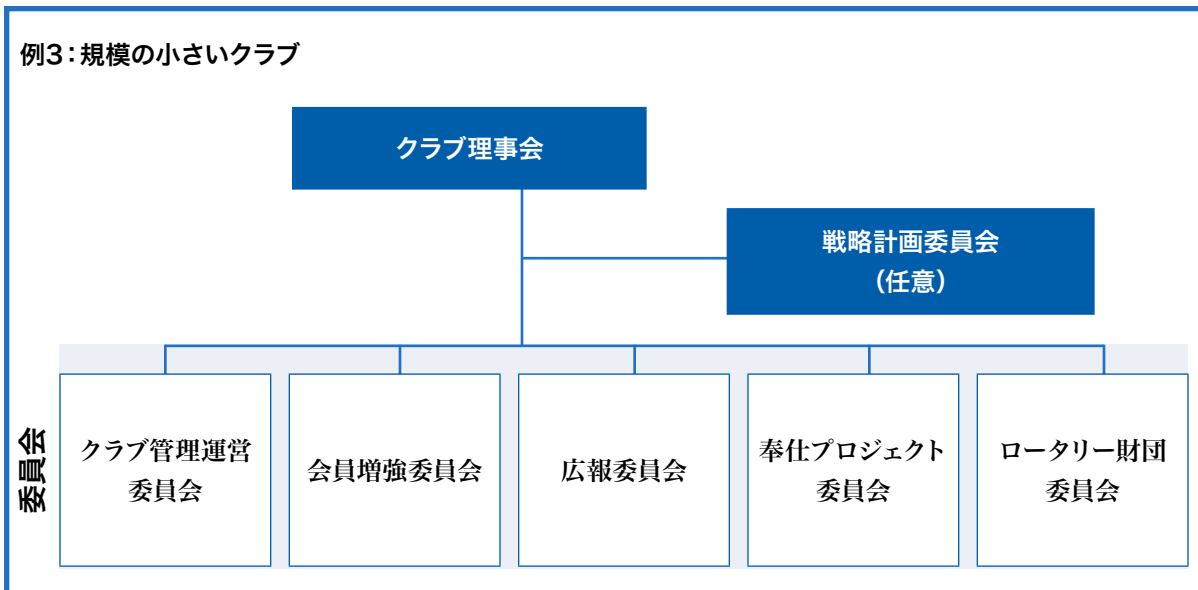 例3：規模の小さいクラブ
クラブ理事会
戦略計画委員会
（任意）
委員会
クラブ管理運営
委員会
会員増強委員会
広報委員会
奉仕プロジェクト
委員会
ロータリー財団
委員会